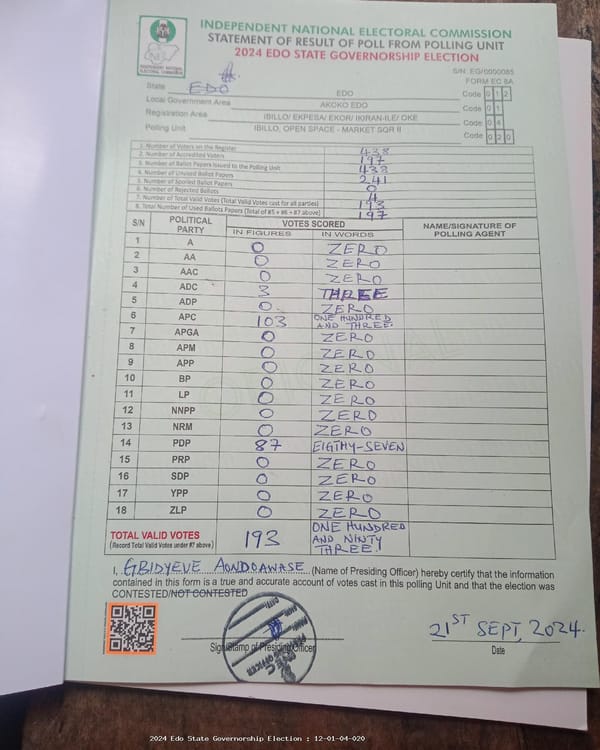 INDEPENDENT NATIONAL ELECTORAL COMMISSION
STATEMENT OF RESULT OF POLL FROM POLLING UNIT
2024 EDO STATE GOVERNORSHIP ELECTION
S/N: EG/0000085
FORM EC 8A
State EDO EDO Code 012
Local Government Area AKOKO EDO Code 01
Registration Area IBILLO/ EKPESA/ EKOR/ IKIRAN-ILE/ OKE Code 04
Polling Unit IBILLO, OPEN SPACE - MARKET SQR II Code 020
1. Number of Voters on the Register 438
2. Number of Accredited Voters 197
3. Number of Ballot Papers Issued to the Polling Unit 438
4. Number of Unused Ballot Papers 241
5. Number of Spoiled Ballot Papers 0
6. Number of Rejected Ballots 4
7. Number of Total Valid Votes (Total Valid Votes cast for all parties) 193
8. Total Number of Used Ballots Papers (Total of #5 + #6 + #7 above) 197
S/N POLITICAL PARTY VOTES SCORED NAME/SIGNATURE OF POLLING AGENT
IN FIGURES IN WORDS
1 A 0 ZERO
2 AA 0 ZERO
3 AAC 0 ZERO
4 ADC 3 THREE
5 ADP 0 ZERO
6 APC 103 ONE HUNDRED AND THREE.
7 APGA 0 ZERO
8 APM 0 ZERO
9 APP 0 ZERO
10 BP 0 ZERO
11 LP 0 ZERO
12 NNPP 0 ZERO
13 NRM 0 ZERO
14 PDP 87 EIGTHY-SEVEN
15 PRP 0 ZERO
16 SDP 0 ZERO
17 YPP 0 ZERO
18 ZLP 0 ZERO
TOTAL VALID VOTES 193 ONE HUNDRED AND NINTY THREE.
(Record Total Valid Votes under #7 above)
I, GBIDYEVE AONDOAWASE (Name of Presiding Officer) hereby certify that the information
contained in this form is a true and accurate account of votes cast in this polling Unit and that the election was
CONTESTED/NOT CONTESTED
21ST SEPT, 2024.
Sign/Stamp of Presiding Officer Date
2024 Edo State Governorship Election : 12-01-04-020